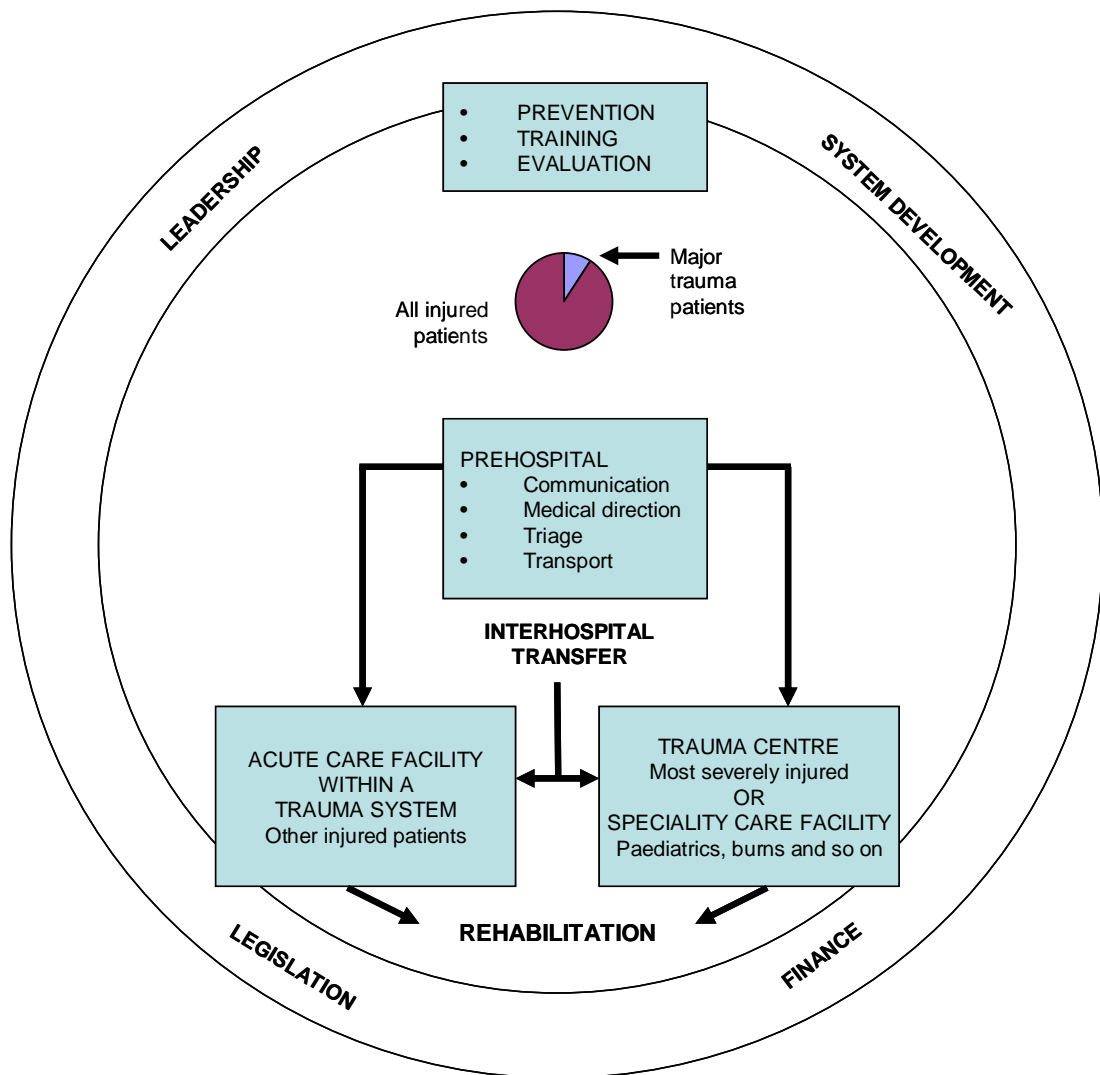 • PREVENTION
• TRAINING
• EVALUATION
LEADERSHIP
SYSTEM DEVELOPMENT
Major
trauma
patients
All injured
patients
PREHOSPITAL
• Communication
• Medical direction
• Triage
• Transport
INTERHOSPITAL
TRANSFER
ACUTE CARE FACILITY
WITHIN A
TRAUMA SYSTEM
Other injured patients
TRAUMA CENTRE
Most severely injured
OR
SPECIALITY CARE FACILITY
Paediatrics, burns and so on
REHABILITATION
LEGISLATION
FINANCE